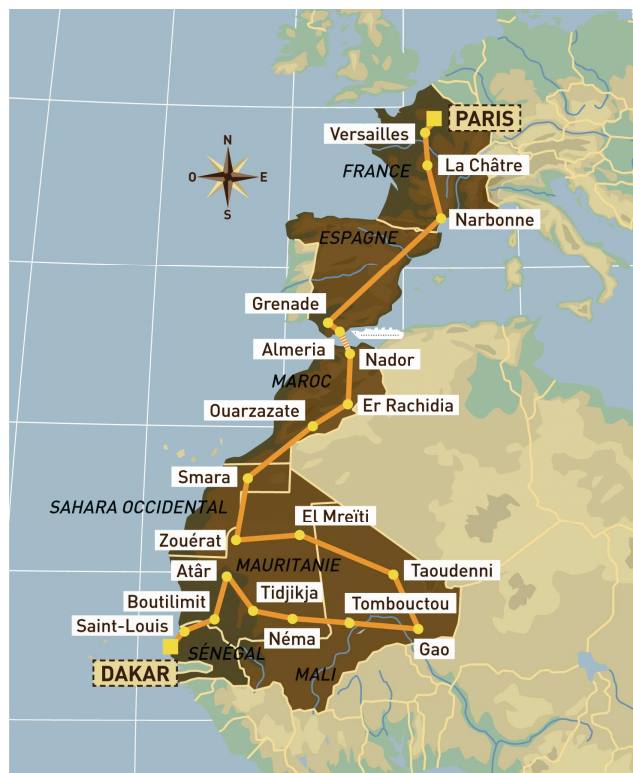 PARIS
Versailles
FRANCE
La Châtre
N
O
E
S
Narbonne
ESPAGNE
Grenade
Almeria
Nador
MAROC
Ouarzazate
Er Rachidia
Smara
SAHARA OCCIDENTAL
El Mreïti
Zouérat
MAURITANIE
Atâr
Taoudenni
Tidjikja
Boutilimit
Tombouctou
Saint-Louis
Néma
Gao
SÉNÉGAL
DAKAR
MALI